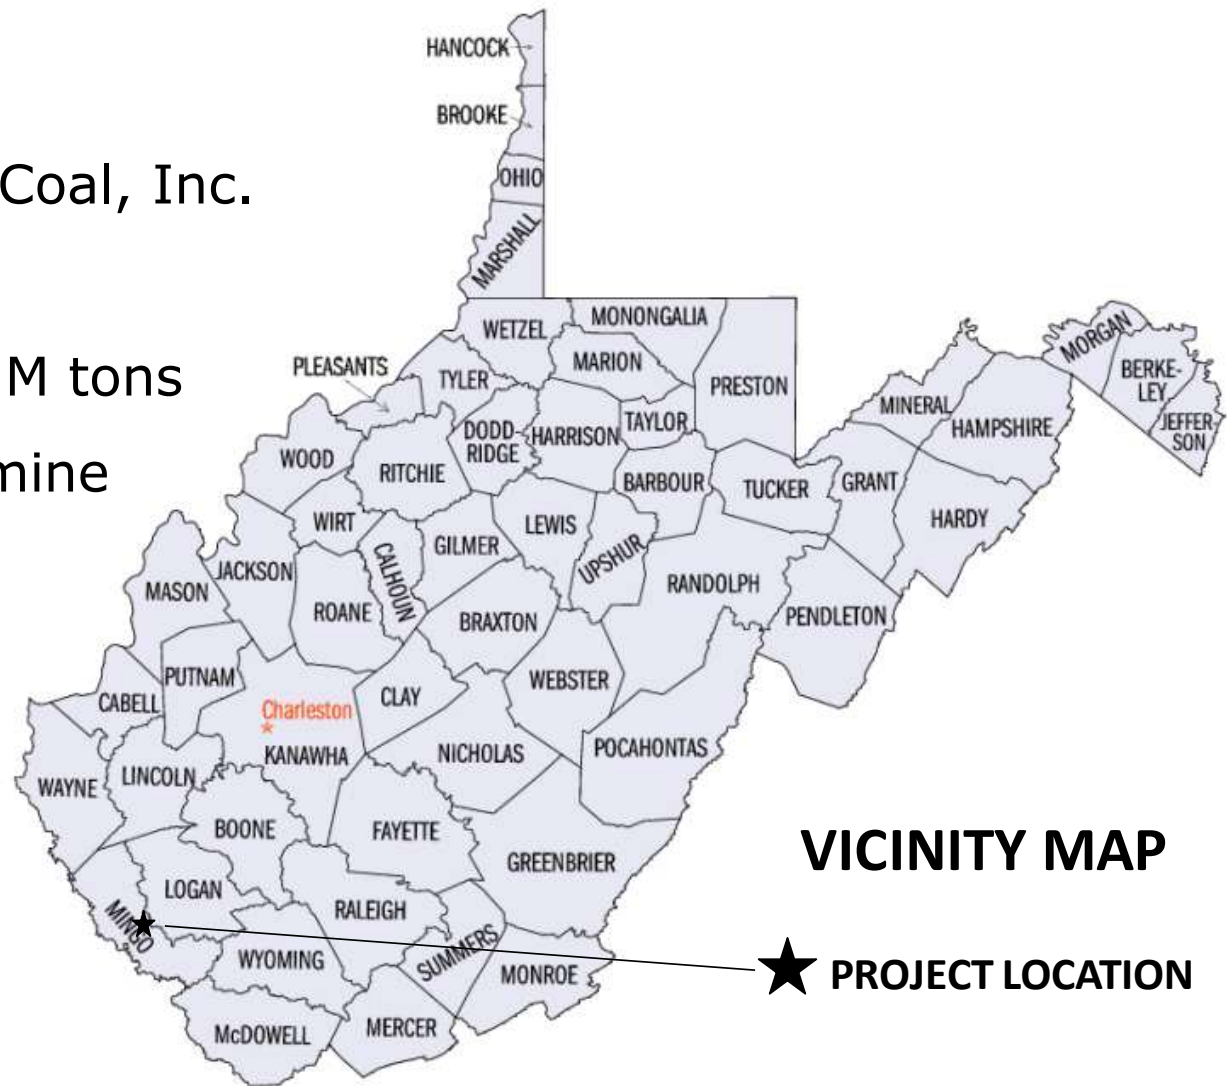 HANCOCK
BROOKE
Coal, Inc.
OHIO
MARSHALL
WETZEL
MONONGALIA
MORGAN
M tons
PLEASANTS
TYLER
MARION
PRESTON
BERKE-
LEY
MINERAL
TAYLOR
JEFFER
SON
HAMPSHIRE
DODD-
RIDGE
HARRISON
mine
WOOD
RITCHIE
BARBOUR
TUCKER
GRANT
HARDY
WIRT
LEWIS
GILMER
CALHOUN
UPSHUR
JACKSON
RANDOLPH
MASON
ROANE
BRAXTON
PENDLETON
PUTNAM
WEBSTER
CABELL
CLAY
Charleston
KANAWHA
NICHOLAS
POCAHONTAS
WAYNE
LINCOLN
BOONE
FAYETTE
GREENBRIER
VICINITY MAP
LOGAN
RALEIGH
MINGO
WYOMING
SUMMERS
MONROE
PROJECT LOCATION
McDOWELL
MERCER